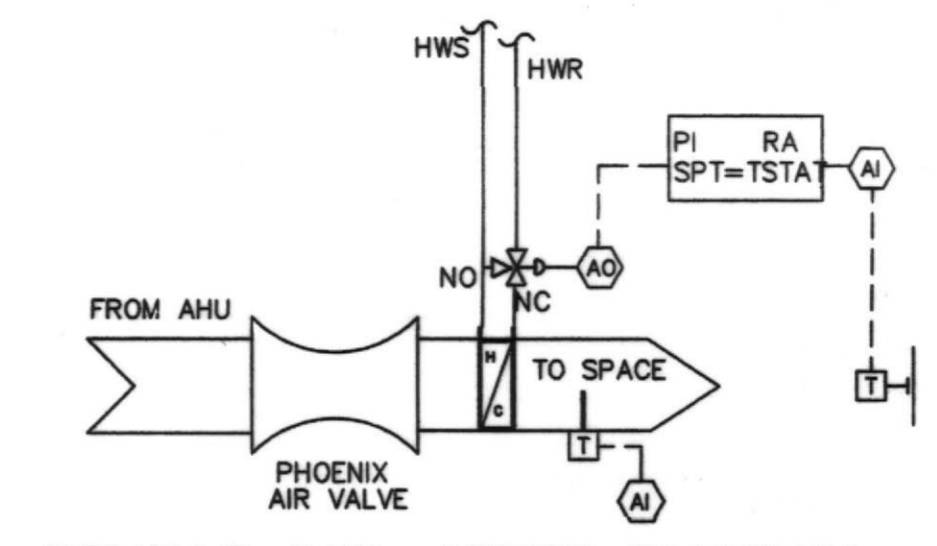 HWS
HWR
PI RA
SPT=TSTAT
AI
AO
NO
NC
FROM AHU
H
C
TO SPACE
T
T
PHOENIX
AIR VALVE
AI